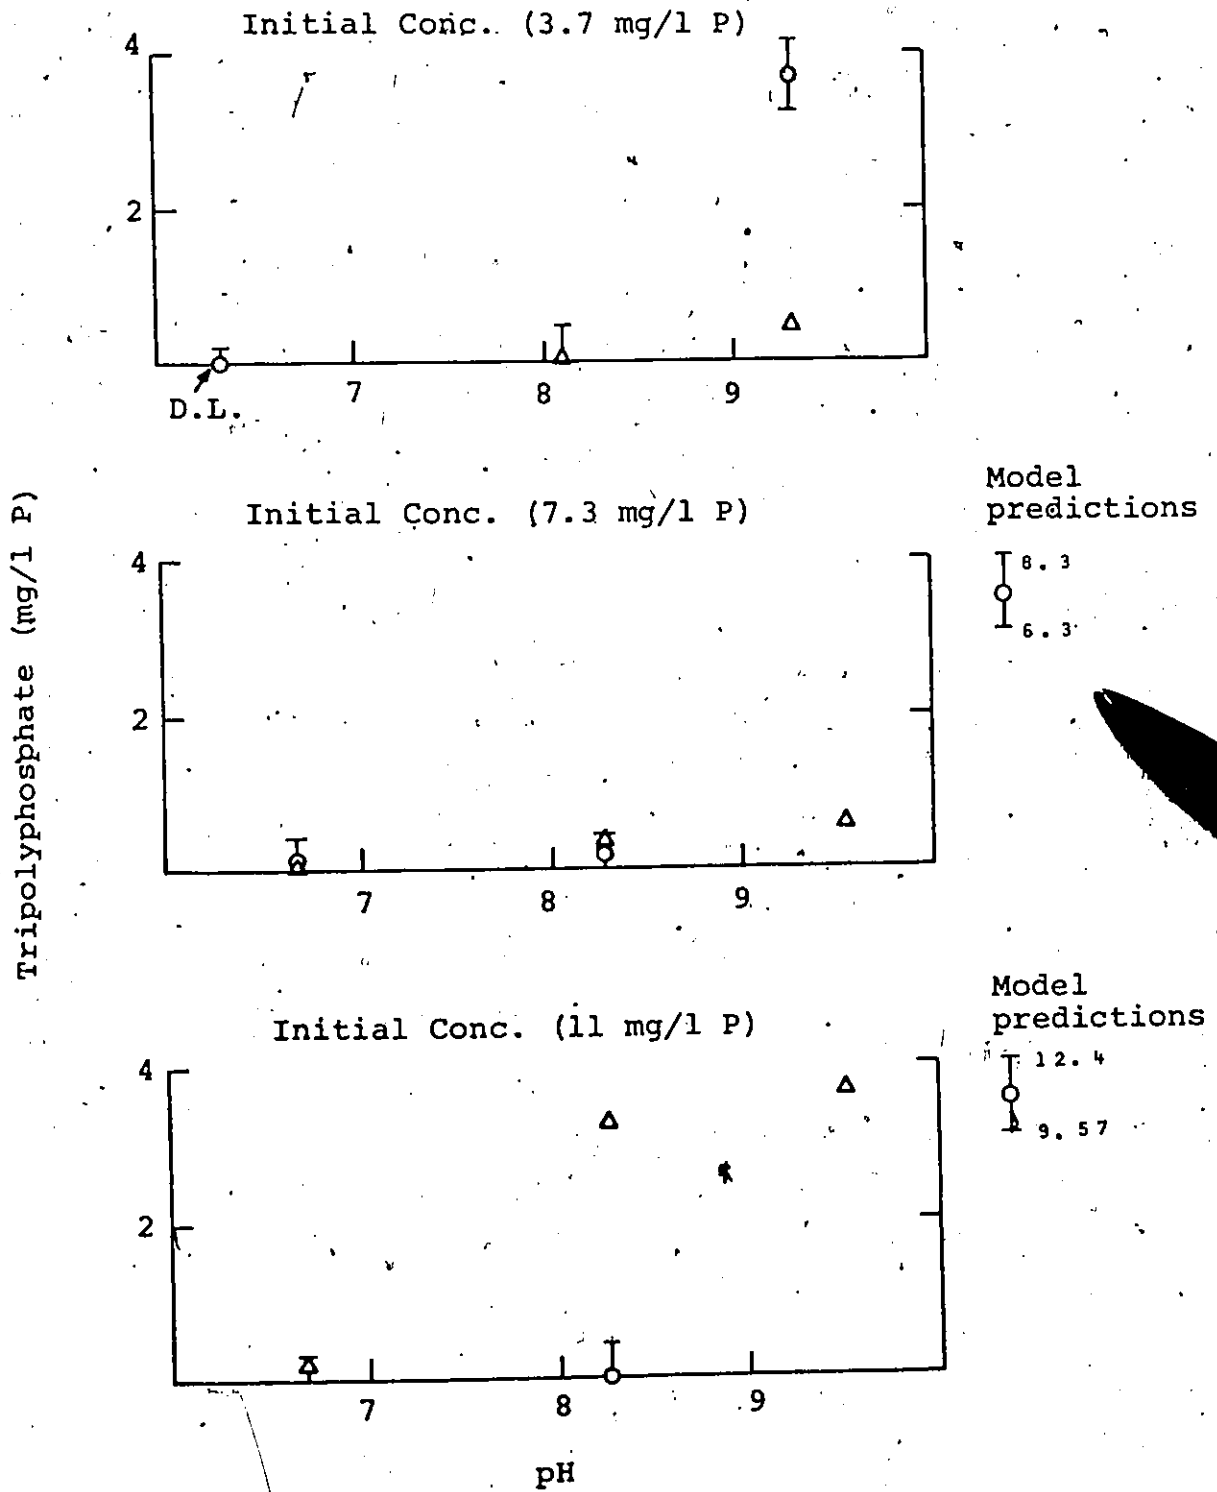 Initial Conc. (3.7 mg/l P)
4
2
7 8 9
D.L.
Tripolyphosphate (mg/l P)
Initial Conc. (7.3 mg/l P)
4
2
7 8 9
Model
predictions
8.3
6.3
Initial Conc. (11 mg/l P)
4
2
7 8 9
Model
predictions
12.4
9.57
pH